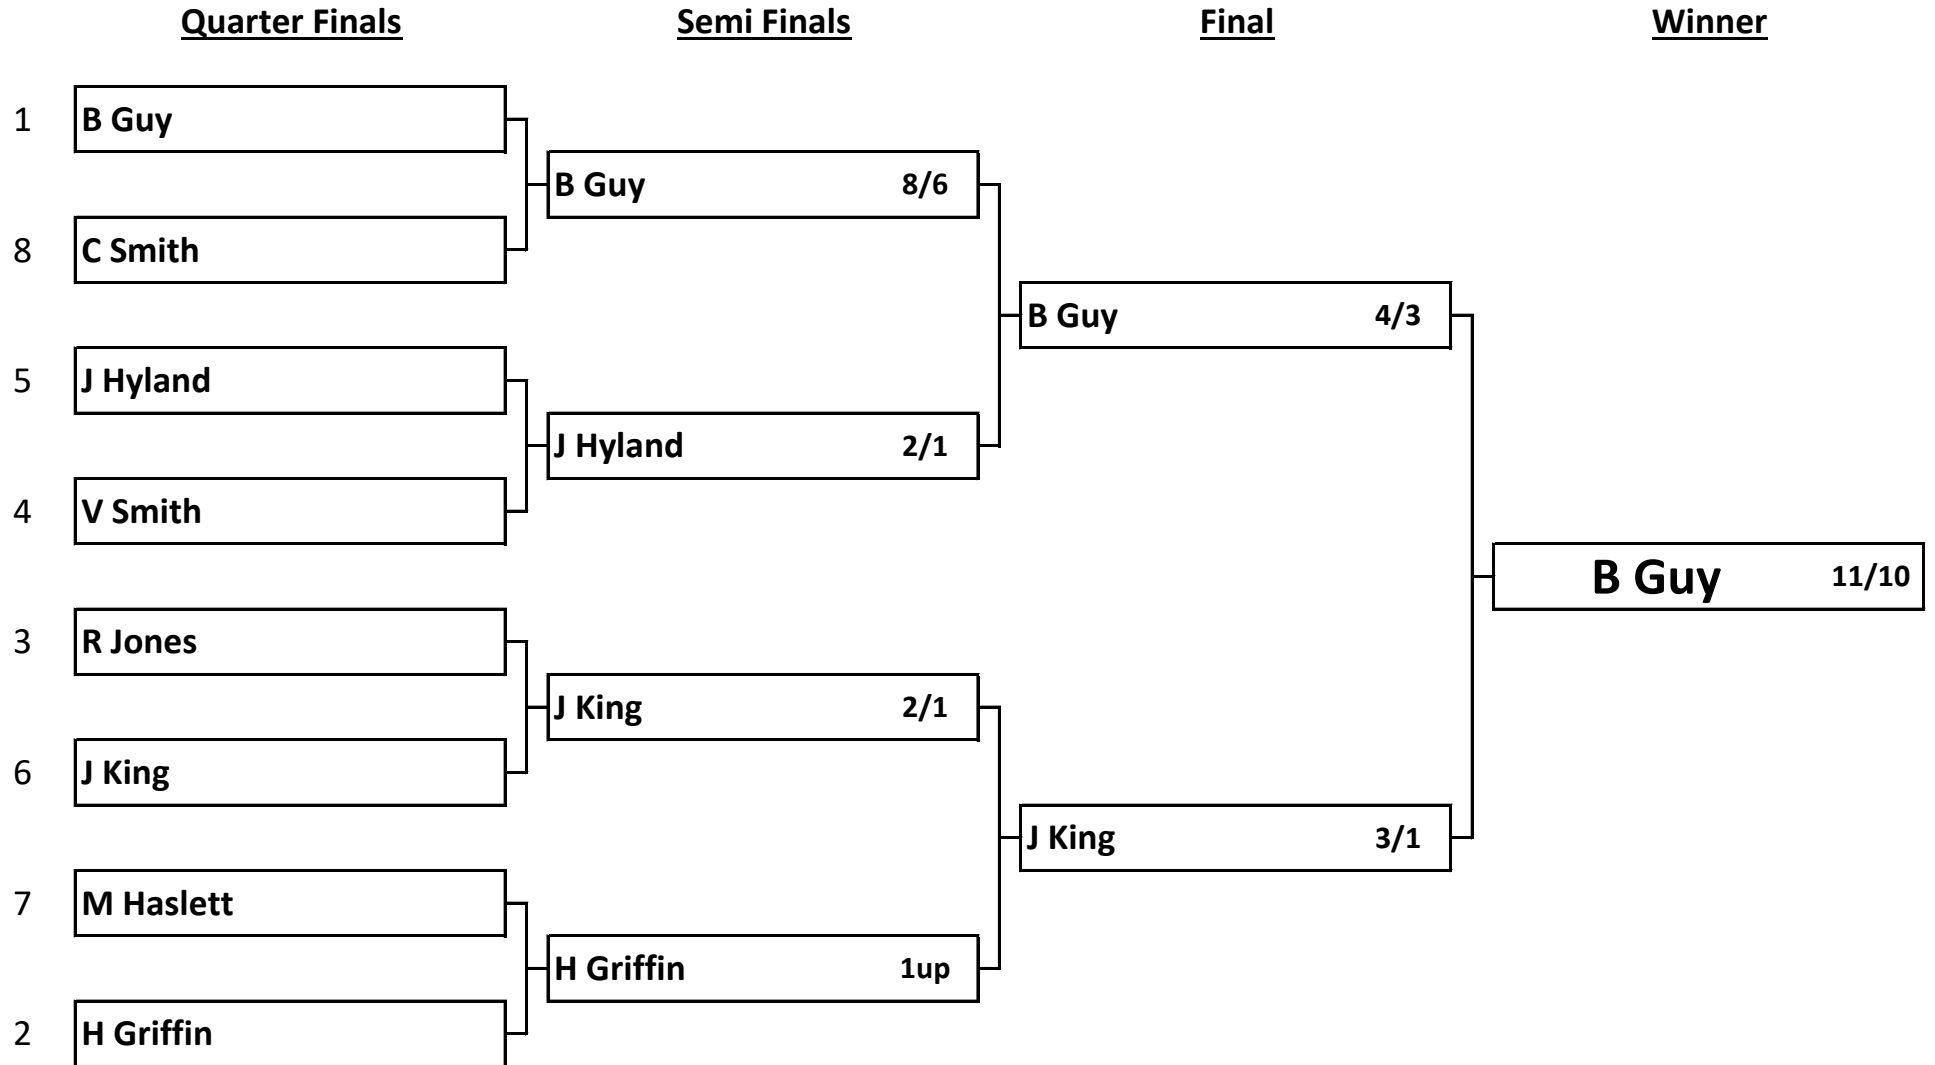 Quarter Finals Semi Finals Final Winner
1 B Guy
B Guy 8/6
8 C Smith
B Guy 4/3
5 J Hyland
J Hyland 2/1
4 V Smith
B Guy 11/10
3 R Jones
J King 2/1
6 J King
J King 3/1
7 M Haslett
H Griffin 1up
2 H Griffin